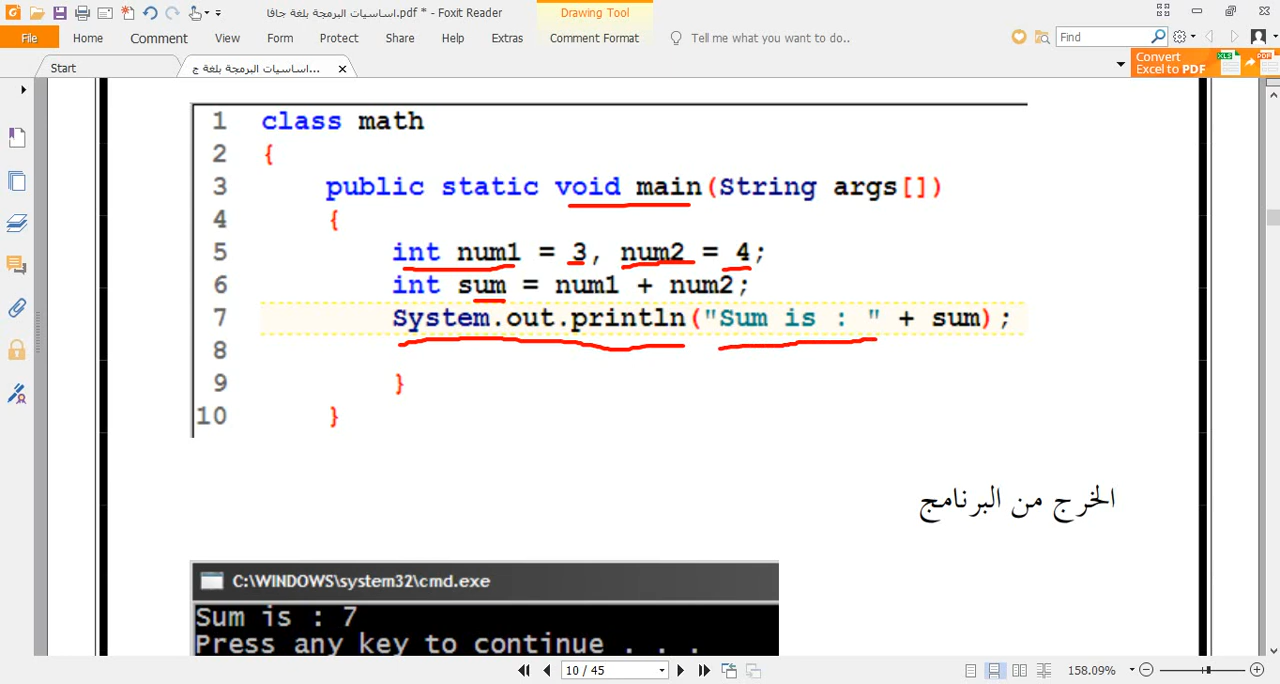 اساسيات البرمجة بلغة جافا.pdf * - Foxit Reader
Drawing Tool
File Home Comment View Form Protect Share Help Extras Comment Format Tell me what you want to do.. Find
Start
اساسيات البرمجة بلغة ج...
Convert
Excel to PDF
1 class math
2 {
3 public static void main(String args[])
4 {
5 int num1 = 3, num2 = 4;
6 int sum = num1 + num2;
7 System.out.println("Sum is : " + sum);
8
9 }
10 }
الخرج من البرنامج
C:\WINDOWS\system32\cmd.exe
Sum is : 7
Press any key to continue . . .
10 / 45
158.09%